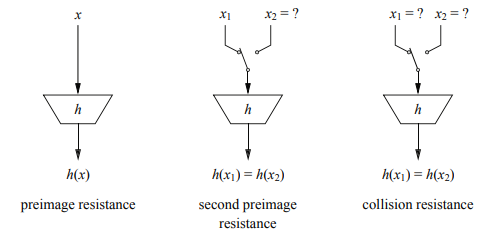 x
x₁ x₂ = ?
x₁ = ? x₂ = ?
h
h
h
h(x)
h(x₁) = h(x₂)
h(x₁) = h(x₂)
preimage resistance
second preimage
resistance
collision resistance